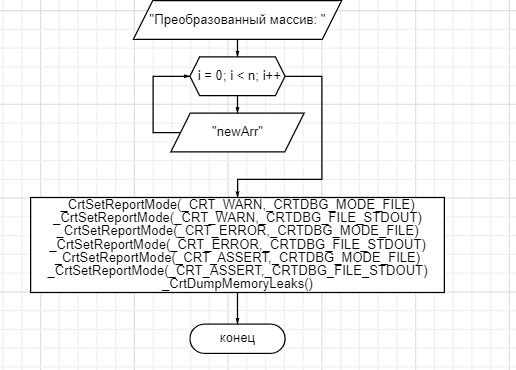 "Преобразованный массив: "
i = 0; i < n; i++
"newArr"
_CrtSetReportMode(_CRT_WARN,_CRTDBG_MODE_FILE)
_CrtSetReportMode(_CRT_WARN,_CRTDBG_FILE_STDOUT)
_CrtSetReportMode(_CRT_ERROR,_CRTDBG_MODE_FILE)
_CrtSetReportMode(_CRT_ERROR,_CRTDBG_FILE_STDOUT)
_CrtSetReportMode(_CRT_ASSERT,_CRTDBG_MODE_FILE)
_CrtSetReportMode(_CRT_ASSERT,_CRTDBG_FILE_STDOUT)
_CrtDumpMemoryLeaks()
конец